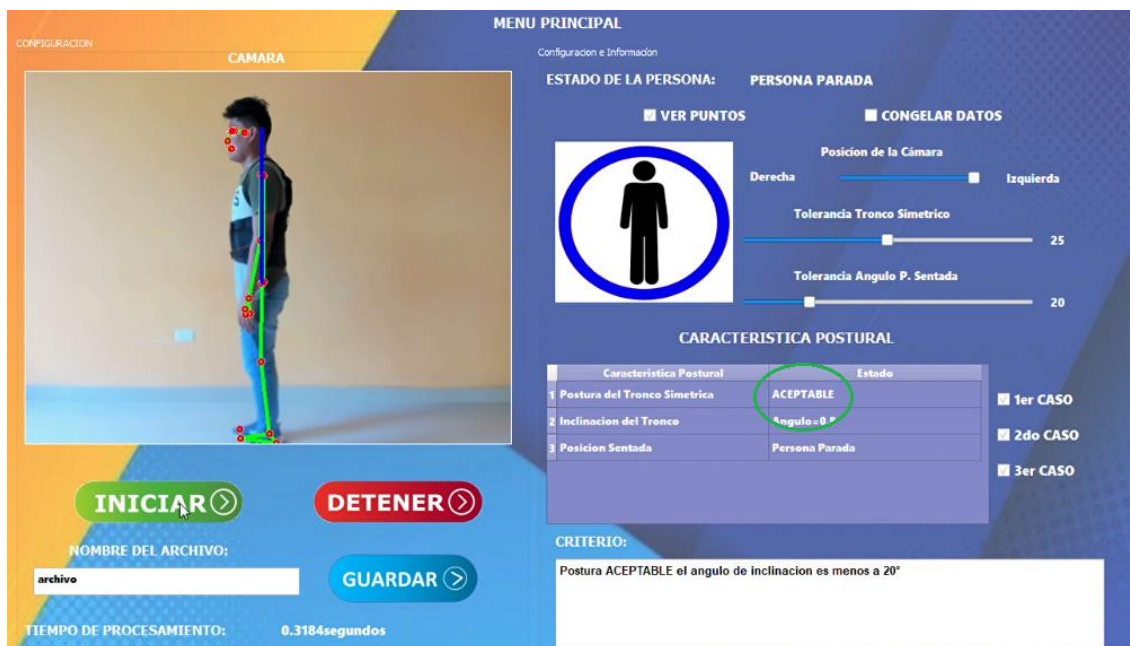 MENU PRINCIPAL
CONFIGURACION
CAMARA
Configuracion e Informacion
ESTADO DE LA PERSONA: PERSONA PARADA
VER PUNTOS CONGELAR DATOS
Posicion de la Cámara
Derecha Izquierda
Tolerancia Tronco Simetrico
25
Tolerancia Angulo P. Sentada
20
CARACTERISTICA POSTURAL
Caracteristica Postural Estado
1 Postura del Tronco Simetrica ACEPTABLE
2 Inclinacion del Tronco Angulo=0.8
3 Posicion Sentada Persona Parada
1er CASO
2do CASO
3er CASO
INICIAR DETENER
NOMBRE DEL ARCHIVO:
archivo
GUARDAR
TIEMPO DE PROCESAMIENTO: 0.3184segundos
CRITERIO:
Postura ACEPTABLE el angulo de inclinacion es menos a 20°